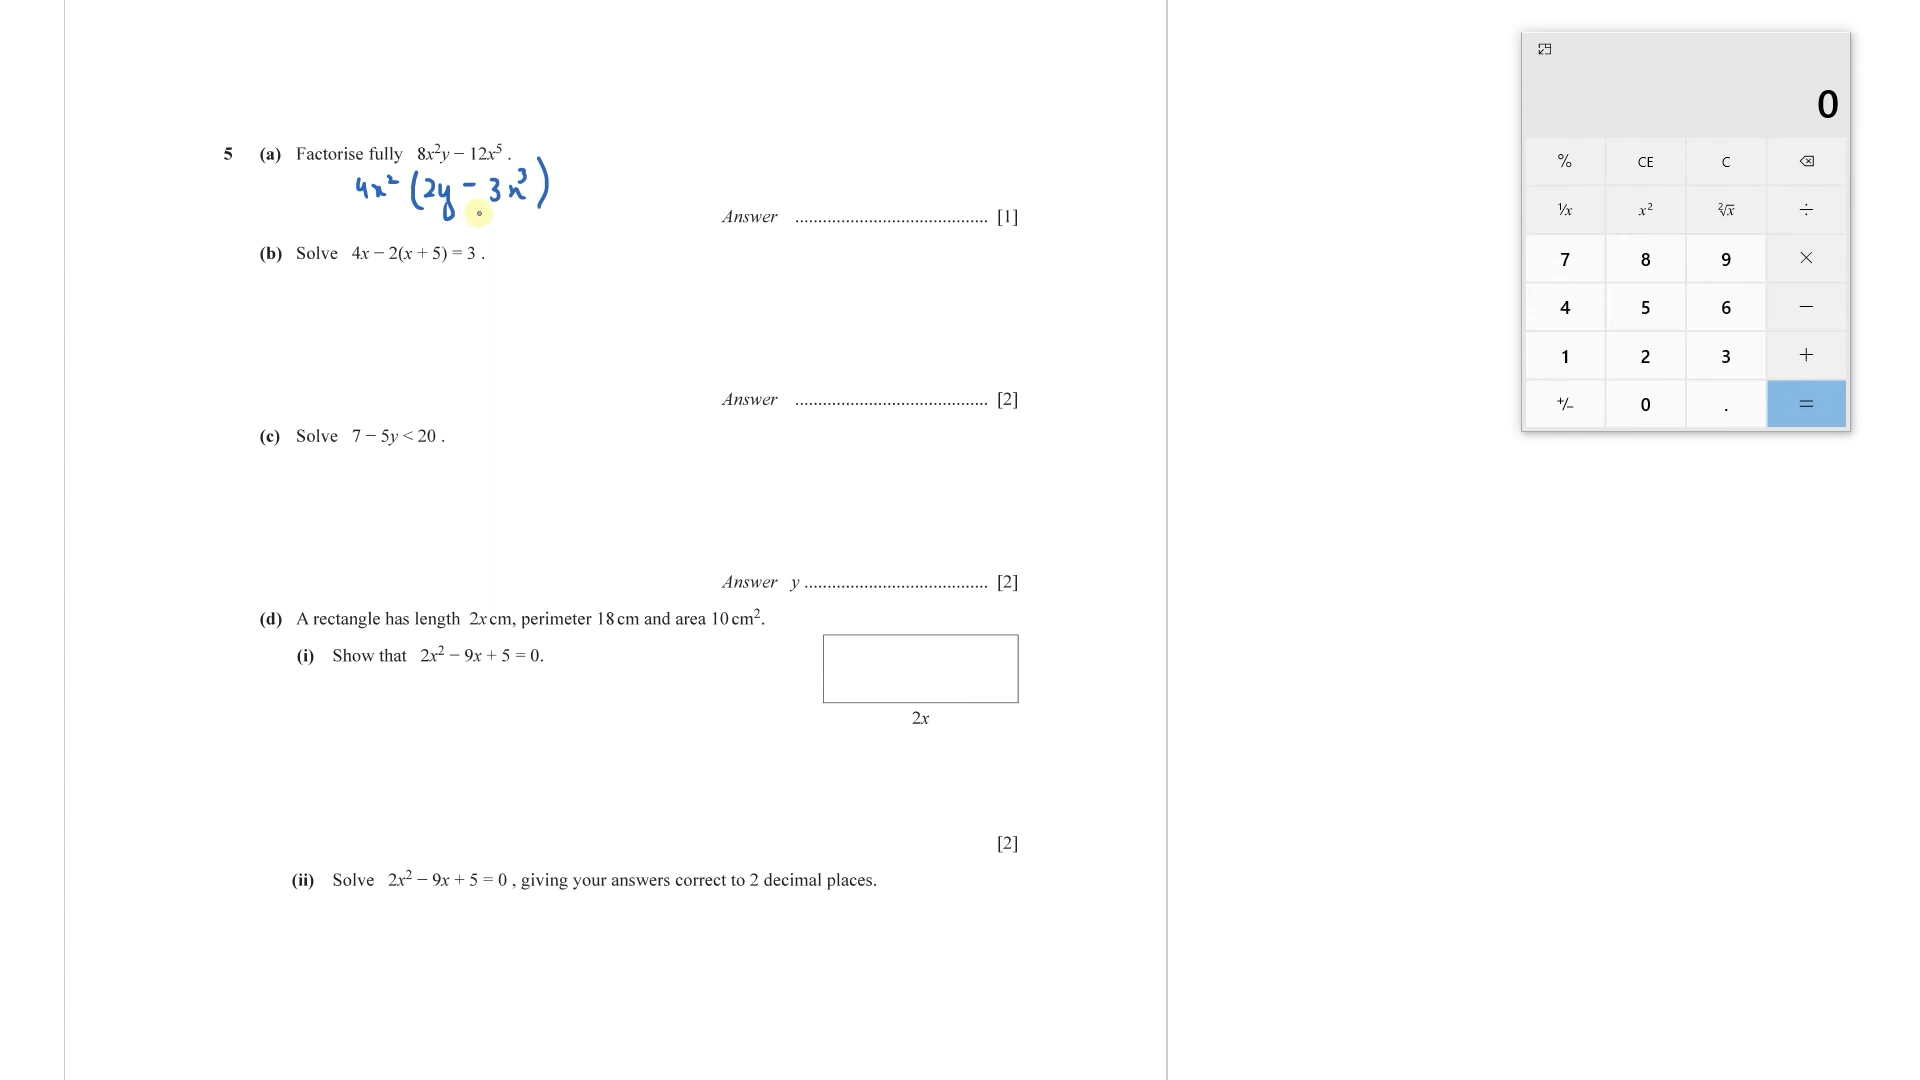 5 (a) Factorise fully 8x²y − 12x⁵ .
4x² (2y − 3x³)
Answer .......................................... [1]
(b) Solve 4x − 2(x + 5) = 3 .
Answer .......................................... [2]
(c) Solve 7 − 5y < 20 .
Answer y ........................................ [2]
(d) A rectangle has length 2x cm, perimeter 18 cm and area 10 cm².
(i) Show that 2x² − 9x + 5 = 0.
2x
[2]
(ii) Solve 2x² − 9x + 5 = 0 , giving your answers correct to 2 decimal places.
0
% CE C ⌫
¹/x x² ²√x ÷
7 8 9 ×
4 5 6 −
1 2 3 +
+/− 0 . =